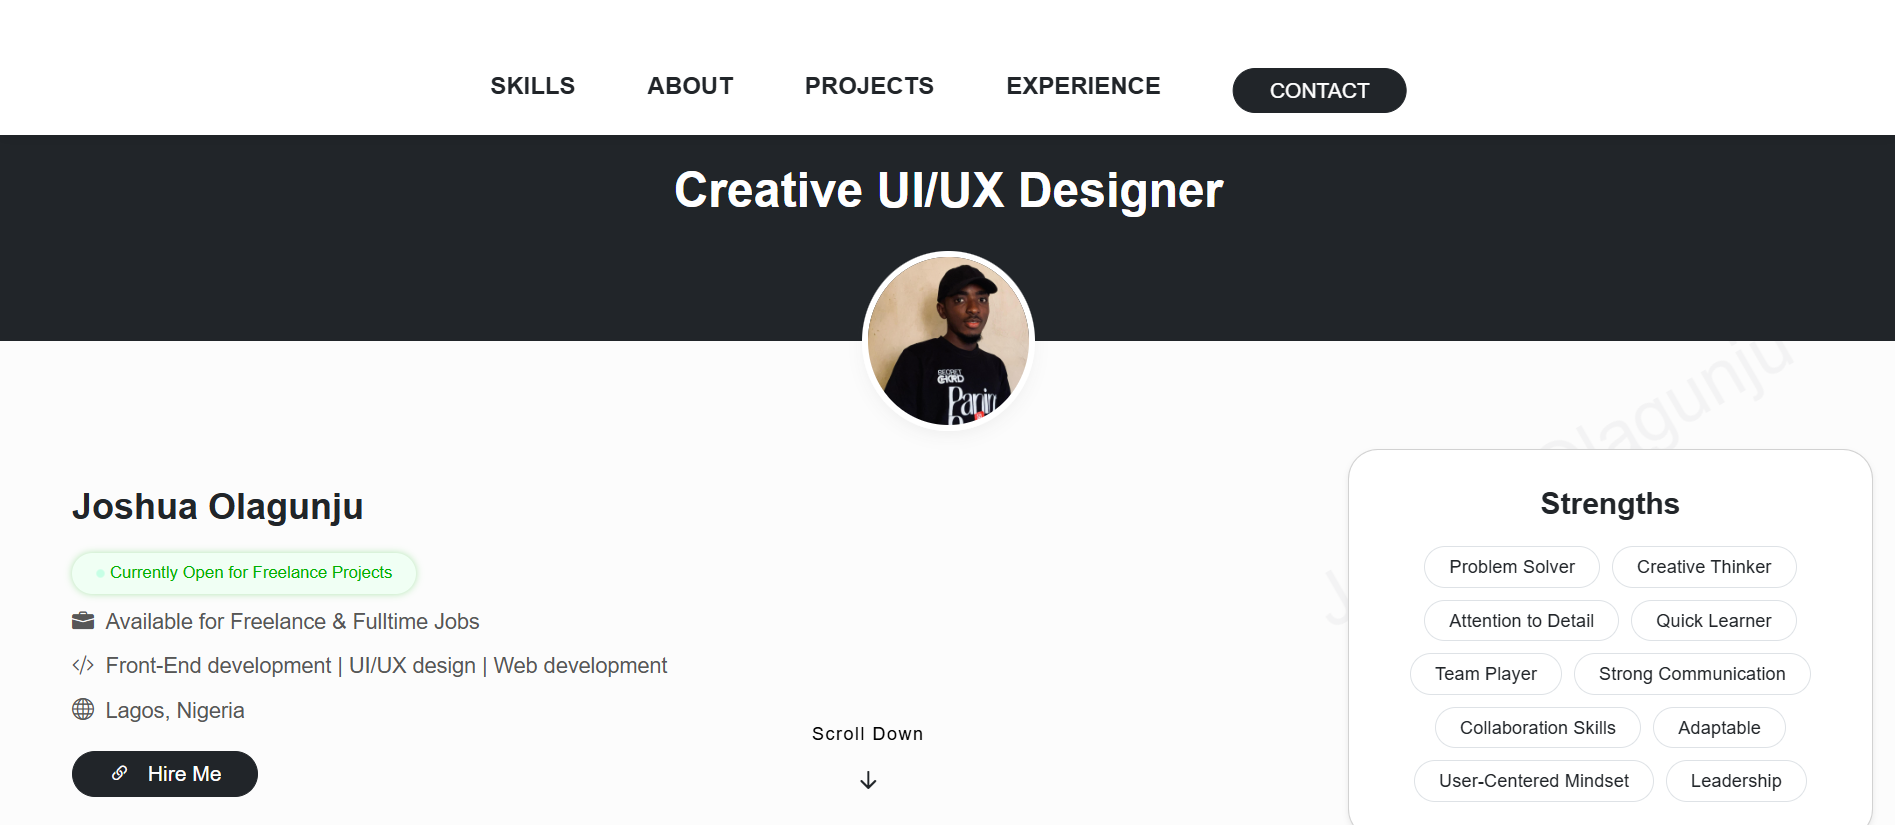 SKILLS ABOUT PROJECTS EXPERIENCE CONTACT
Creative UI/UX Designer
SECRET
CHORD
Olagunju
Joshua Olagunju
Currently Open for Freelance Projects
Available for Freelance & Fulltime Jobs
Front-End development | UI/UX design | Web development
Lagos, Nigeria
Hire Me
Scroll Down
Strengths
Problem Solver Creative Thinker
Attention to Detail Quick Learner
Team Player Strong Communication
Collaboration Skills Adaptable
User-Centered Mindset Leadership